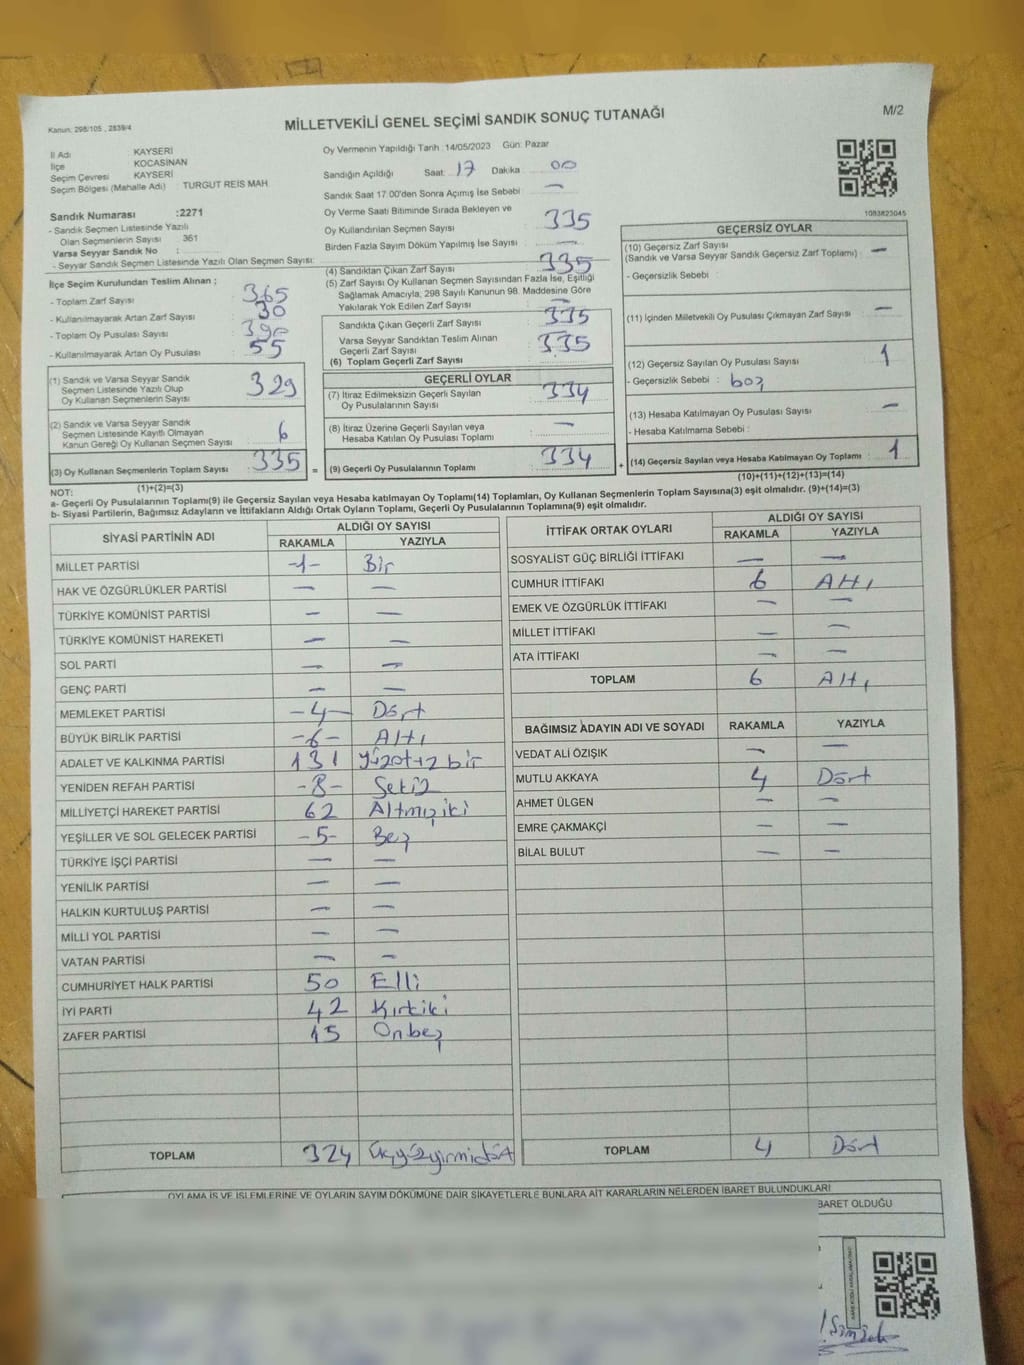 Kanun: 298/105 , 2839/4
MİLLETVEKİLİ GENEL SEÇİMİ SANDIK SONUÇ TUTANAĞI
M/2
İl Adı KAYSERİ
İlçe KOCASİNAN
Seçim Çevresi KAYSERİ
Seçim Bölgesi (Mahalle Adı) : TURGUT REİS MAH.
Sandık Numarası :2271
- Sandık Seçmen Listesinde Yazılı
Olan Seçmenlerin Sayısı : 361
Varsa Seyyar Sandık No :
- Seyyar Sandık Seçmen Listesinde Yazılı Olan Seçmen Sayısı:
Oy Vermenin Yapıldığı Tarih :14/05/2023 Gün: Pazar
Sandığın Açıldığı Saat: 17 Dakika : 00
Sandık Saat 17.00'den Sonra Açılmış İse Sebebi : —
Oy Verme Saati Bitiminde Sırada Bekleyen ve
Oy Kullandırılan Seçmen Sayısı : 335
Birden Fazla Sayım Döküm Yapılmış İse Sayısı : —
1083823045
İlçe Seçim Kurulundan Teslim Alınan ;
- Toplam Zarf Sayısı : 365
- Kullanılmayarak Artan Zarf Sayısı : 30
- Toplam Oy Pusulası Sayısı : 390
- Kullanılmayarak Artan Oy Pusulası : 55
(1) Sandık ve Varsa Seyyar Sandık
Seçmen Listesinde Yazılı Olup
Oy Kullanan Seçmenlerin Sayısı : 329
(2) Sandık ve Varsa Seyyar Sandık
Seçmen Listesinde Kayıtlı Olmayan
Kanun Gereği Oy Kullanan Seçmen Sayısı : 6
(3) Oy Kullanan Seçmenlerin Toplam Sayısı : 335 =
(1)+(2)=(3)
(4) Sandıktan Çıkan Zarf Sayısı : 335
(5) Zarf Sayısı Oy Kullanan Seçmen Sayısından Fazla İse, Eşitliği
Sağlamak Amacıyla, 298 Sayılı Kanunun 98. Maddesine Göre
Yakılarak Yok Edilen Zarf Sayısı : —
Sandıkta Çıkan Geçerli Zarf Sayısı : 335
Varsa Seyyar Sandıktan Teslim Alınan
Geçerli Zarf Sayısı :
(6) Toplam Geçerli Zarf Sayısı : 335
GEÇERLİ OYLAR
(7) İtiraz Edilmeksizin Geçerli Sayılan
Oy Pusulalarının Sayısı : 334
(8) İtiraz Üzerine Geçerli Sayılan veya
Hesaba Katılan Oy Pusulası Toplamı : —
(9) Geçerli Oy Pusulalarının Toplamı : 334 +
GEÇERSİZ OYLAR
(10) Geçersiz Zarf Sayısı
(Sandık ve Varsa Seyyar Sandık Geçersiz Zarf Toplamı) : —
- Geçersizlik Sebebi :
(11) İçinden Milletvekili Oy Pusulası Çıkmayan Zarf Sayısı : —
(12) Geçersiz Sayılan Oy Pusulası Sayısı : 1
- Geçersizlik Sebebi : boş
(13) Hesaba Katılmayan Oy Pusulası Sayısı : —
- Hesaba Katılmama Sebebi :
(14) Geçersiz Sayılan veya Hesaba Katılmayan Oy Toplamı : 1
(10)+(11)+(12)+(13)=(14)
NOT:
a- Geçerli Oy Pusulalarının Toplamı(9) ile Geçersiz Sayılan veya Hesaba katılmayan Oy Toplamı(14) Toplamları, Oy Kullanan Seçmenlerin Toplam Sayısına(3) eşit olmalıdır. (9)+(14)=(3)
b- Siyasi Partilerin, Bağımsız Adayların ve İttifakların Aldığı Ortak Oyların Toplamı, Geçerli Oy Pusulalarının Toplamına(9) eşit olmalıdır.
SİYASİ PARTİNİN ADI
ALDIĞI OY SAYISI
RAKAMLA YAZIYLA
MİLLET PARTİSİ -1- Bir
HAK VE ÖZGÜRLÜKLER PARTİSİ — —
TÜRKİYE KOMÜNİST PARTİSİ — —
TÜRKİYE KOMÜNİST HAREKETİ — —
SOL PARTİ — —
GENÇ PARTİ — —
MEMLEKET PARTİSİ -4- Dört
BÜYÜK BİRLİK PARTİSİ -6- Altı
ADALET VE KALKINMA PARTİSİ 131 yüzotuz bir
YENİDEN REFAH PARTİSİ -8- Sekiz
MİLLİYETÇİ HAREKET PARTİSİ 62 Altmışiki
YEŞİLLER VE SOL GELECEK PARTİSİ -5- Beş
TÜRKİYE İŞÇİ PARTİSİ — —
YENİLİK PARTİSİ — —
HALKIN KURTULUŞ PARTİSİ — —
MİLLİ YOL PARTİSİ — —
VATAN PARTİSİ — —
CUMHURİYET HALK PARTİSİ 50 Elli
İYİ PARTİ 42 Kırkiki
ZAFER PARTİSİ 15 Onbeş
TOPLAM 324 Üçyüzyirmidört
İTTİFAK ORTAK OYLARI
ALDIĞI OY SAYISI
RAKAMLA YAZIYLA
SOSYALİST GÜÇ BİRLİĞİ İTTİFAKI — —
CUMHUR İTTİFAKI 6 Altı
EMEK VE ÖZGÜRLÜK İTTİFAKI — —
MİLLET İTTİFAKI — —
ATA İTTİFAKI — —
TOPLAM 6 Altı
BAĞIMSIZ ADAYIN ADI VE SOYADI RAKAMLA YAZIYLA
VEDAT ALİ ÖZIŞIK — —
MUTLU AKKAYA 4 Dört
AHMET ÜLGEN — —
EMRE ÇAKMAKÇİ — —
BİLAL BULUT — —
TOPLAM 4 Dört
OYLAMA İŞ VE İŞLEMLERİNE VE OYLARIN SAYIM DÖKÜMÜNE DAİR ŞİKAYETLERLE BUNLARA AİT KARARLARIN NELERDEN İBARET BULUNDUKLARI
BARET OLDUĞU